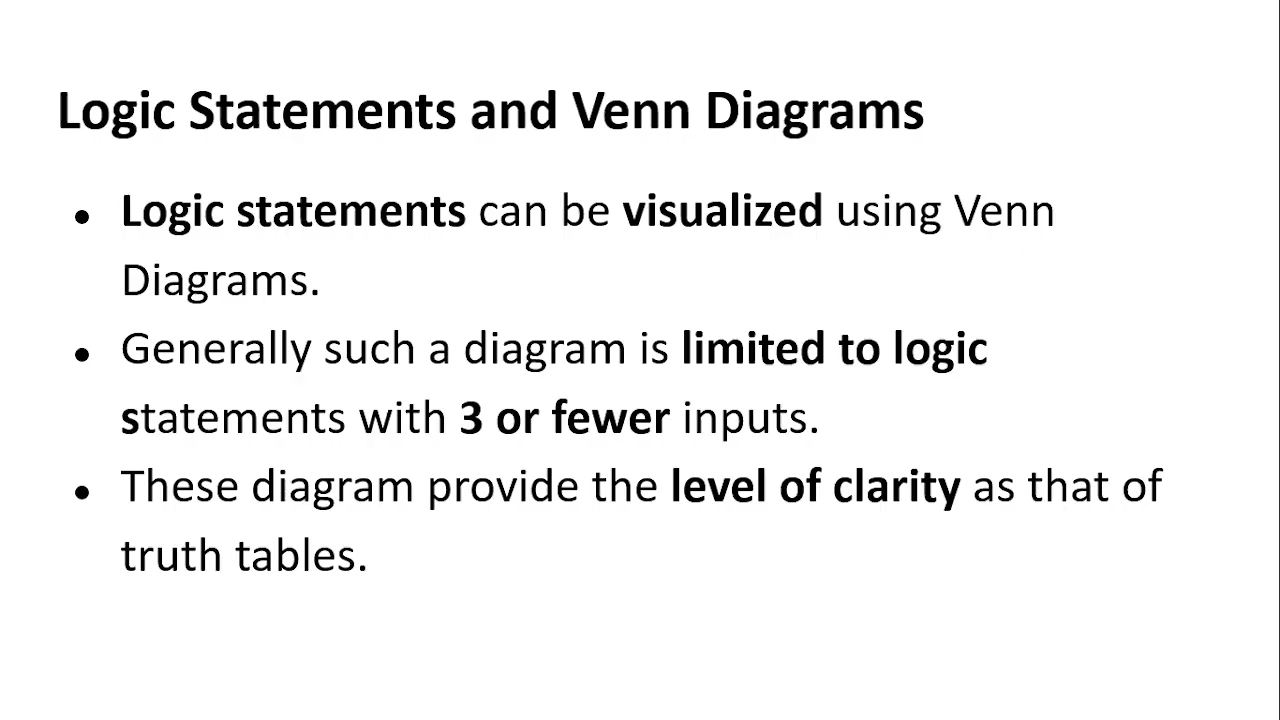 Logic Statements and Venn Diagrams
• Logic statements can be visualized using Venn
Diagrams.
• Generally such a diagram is limited to logic
statements with 3 or fewer inputs.
• These diagram provide the level of clarity as that of
truth tables.